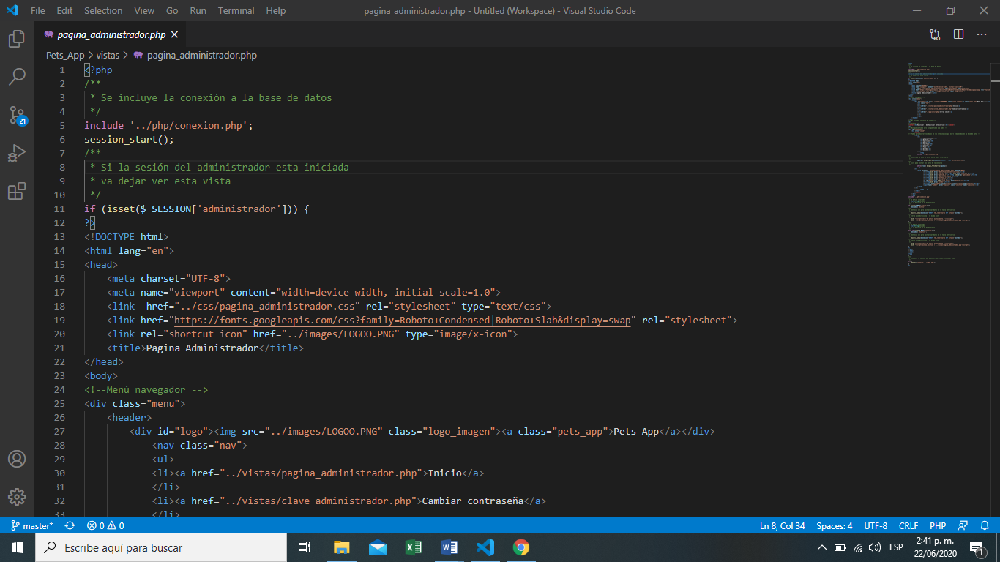 File Edit Selection View Go Run Terminal Help pagina_administrador.php - Untitled (Workspace) - Visual Studio Code
pagina_administrador.php
Pets_App > vistas > pagina_administrador.php
1 <?php
2 /**
3 * Se incluye la conexión a la base de datos
4 */
5 include '../php/conexion.php';
6 session_start();
7 /**
8 * Si la sesión del administrador esta iniciada
9 * va dejar ver esta vista
10 */
11 if (isset($_SESSION['administrador'])) {
12 ?>
13 <!DOCTYPE html>
14 <html lang="en">
15 <head>
16 <meta charset="UTF-8">
17 <meta name="viewport" content="width=device-width, initial-scale=1.0">
18 <link  href="../css/pagina_administrador.css" rel="stylesheet" type="text/css">
19 <link href="https://fonts.googleapis.com/css?family=Roboto+Condensed|Roboto+Slab&display=swap" rel="stylesheet">
20 <link rel="shortcut icon" href="../images/LOGOO.PNG" type="image/x-icon">
21 <title>Pagina Administrador</title>
22 </head>
23 <body>
24 <!--Menú navegador -->
25 <div class="menu">
26 <header>
27 <div id="logo"><img src="../images/LOGOO.PNG" class="logo_imagen"><a class="pets_app">Pets App</a></div>
28 <nav class="nav">
29 <ul>
30 <li><a href="../vistas/pagina_administrador.php">Inicio</a>
31 </li>
32 <li><a href="../vistas/clave_administrador.php">Cambiar contraseña</a>
33 </li>
21
master* 0 0 Ln 8, Col 34 Spaces: 4 UTF-8 CRLF PHP
Escribe aquí para buscar
ESP
2:41 p. m.
22/06/2020
1